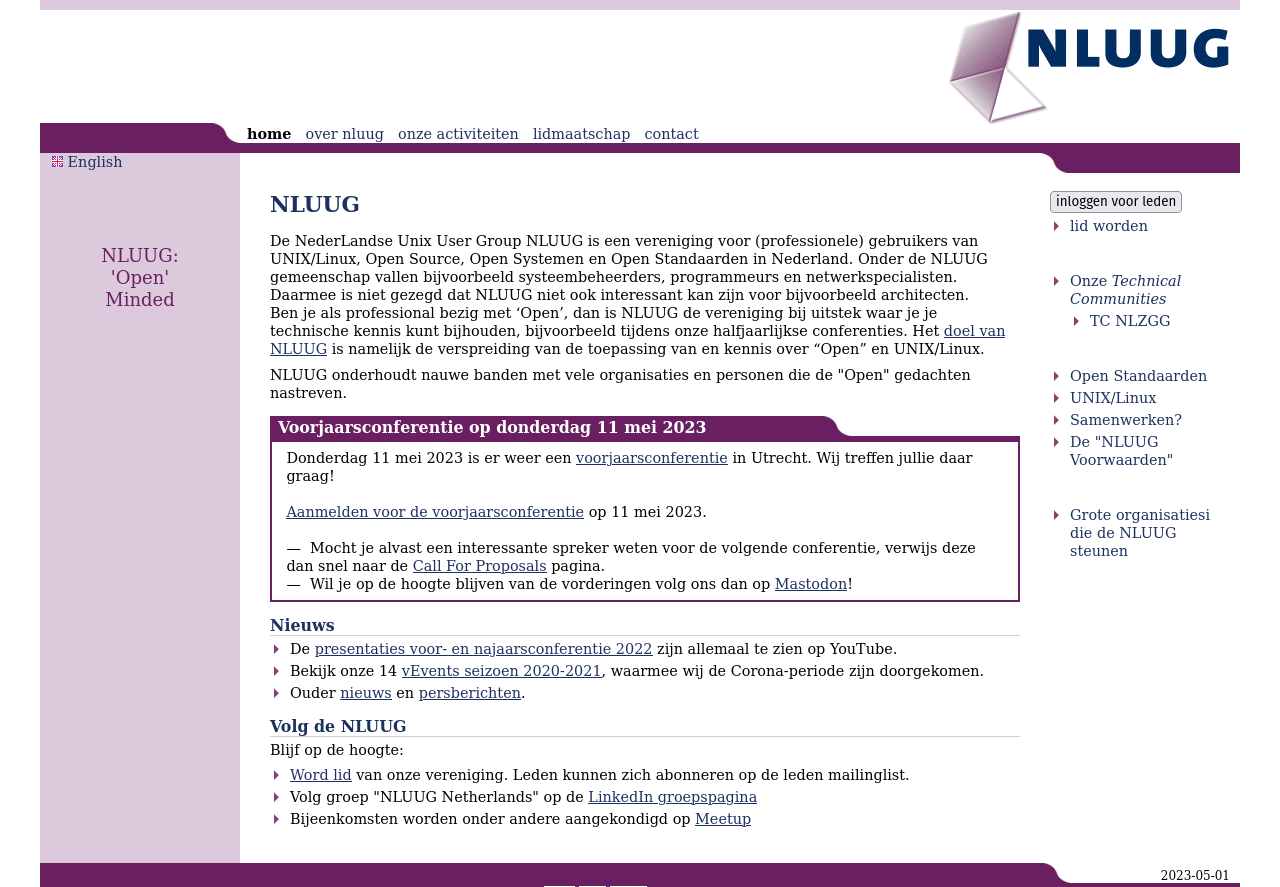 NLUUG
home over nluug onze activiteiten lidmaatschap contact
English
NLUUG:
'Open'
Minded
NLUUG
De NederLandse Unix User Group NLUUG is een vereniging voor (professionele) gebruikers van
UNIX/Linux, Open Source, Open Systemen en Open Standaarden in Nederland. Onder de NLUUG
gemeenschap vallen bijvoorbeeld systeembeheerders, programmeurs en netwerkspecialisten.
Daarmee is niet gezegd dat NLUUG niet ook interessant kan zijn voor bijvoorbeeld architecten.
Ben je als professional bezig met ‘Open’, dan is NLUUG de vereniging bij uitstek waar je je
technische kennis kunt bijhouden, bijvoorbeeld tijdens onze halfjaarlijkse conferenties. Het doel van
NLUUG is namelijk de verspreiding van de toepassing van en kennis over “Open” en UNIX/Linux.
NLUUG onderhoudt nauwe banden met vele organisaties en personen die de "Open" gedachten
nastreven.
Voorjaarsconferentie op donderdag 11 mei 2023
Donderdag 11 mei 2023 is er weer een voorjaarsconferentie in Utrecht. Wij treffen jullie daar
graag!
Aanmelden voor de voorjaarsconferentie op 11 mei 2023.
— Mocht je alvast een interessante spreker weten voor de volgende conferentie, verwijs deze
dan snel naar de Call For Proposals pagina.
— Wil je op de hoogte blijven van de vorderingen volg ons dan op Mastodon!
Nieuws
De presentaties voor- en najaarsconferentie 2022 zijn allemaal te zien op YouTube.
Bekijk onze 14 vEvents seizoen 2020-2021, waarmee wij de Corona-periode zijn doorgekomen.
Ouder nieuws en persberichten.
Volg de NLUUG
Blijf op de hoogte:
Word lid van onze vereniging. Leden kunnen zich abonneren op de leden mailinglist.
Volg groep "NLUUG Netherlands" op de LinkedIn groepspagina
Bijeenkomsten worden onder andere aangekondigd op Meetup
inloggen voor leden
lid worden
Onze Technical
Communities
TC NLZGG
Open Standaarden
UNIX/Linux
Samenwerken?
De "NLUUG
Voorwaarden"
Grote organisatiesi
die de NLUUG
steunen
2023-05-01